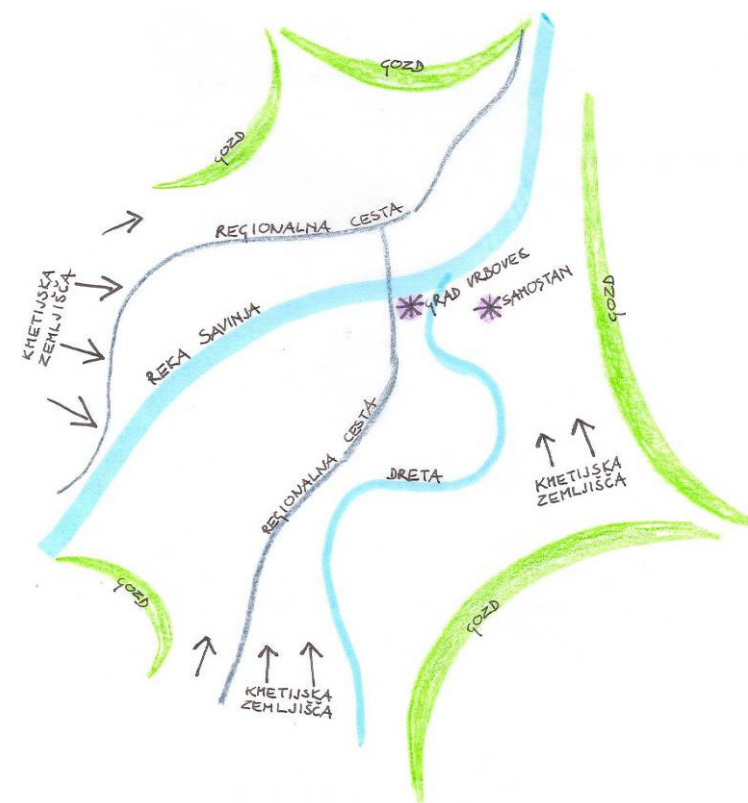 GOZD
GOZD
REGIONALNA CESTA
KMETIJSKA
ZEMLJIŠČA
REKA SAVINJA
GRAD VRBOVEC
SAMOSTAN
GOZD
REGIONALNA CESTA
DRETA
KMETIJSKA
ZEMLJIŠČA
GOZD
GOZD
KMETIJSKA
ZEMLJIŠČA